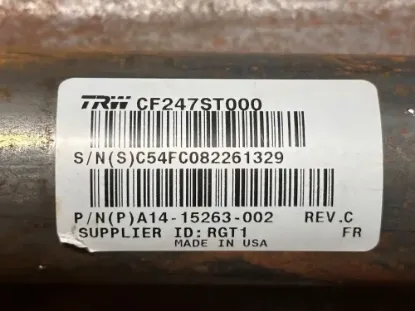 TRW CF247ST000
S/N(S)C54FC082261329
P/N(P)A14-15263-002 REV.C
SUPPLIER ID:RGT1 FR
MADE IN USA